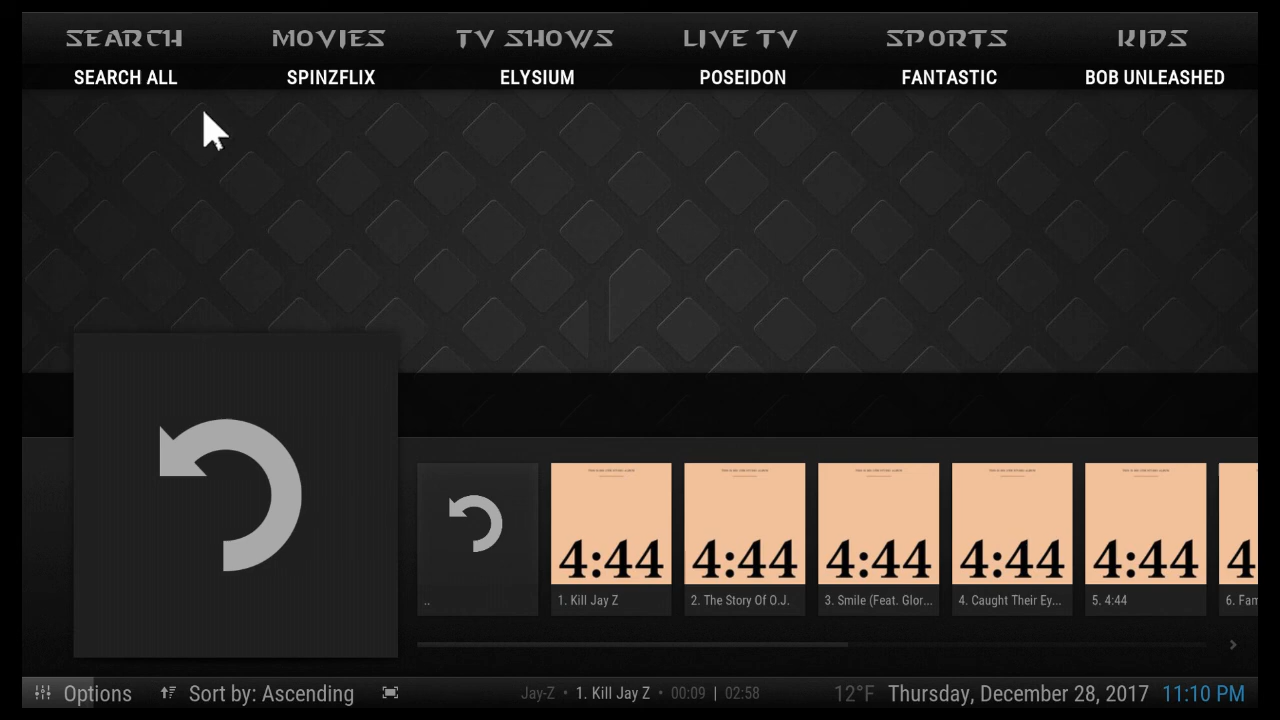 SEARCH MOVIES TV SHOWS LIVE TV SPORTS KIDS
SEARCH ALL SPINZFLIX ELYSIUM POSEIDON FANTASTIC BOB UNLEASHED
4:44 4:44 4:44 4:44 4:44 4
.. 1. Kill Jay Z 2. The Story Of O.J. 3. Smile (Feat. Glor... 4. Caught Their Ey... 5. 4:44 6. Fam
Options Sort by: Ascending Jay-Z • 1. Kill Jay Z • 00:09 | 02:58 12°F Thursday, December 28, 2017 11:10 PM